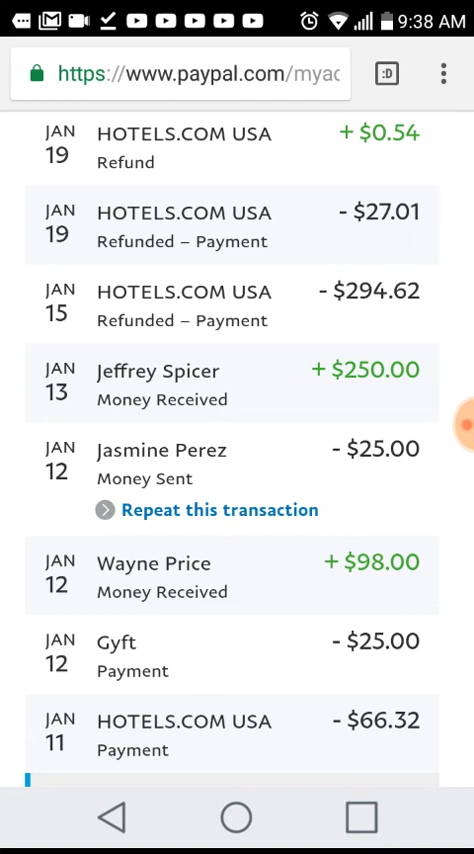 9:38 AM
https://www.paypal.com/myac
:D
JAN 19 HOTELS.COM USA + $0.54
Refund
JAN 19 HOTELS.COM USA - $27.01
Refunded – Payment
JAN 15 HOTELS.COM USA - $294.62
Refunded – Payment
JAN 13 Jeffrey Spicer + $250.00
Money Received
JAN 12 Jasmine Perez - $25.00
Money Sent
Repeat this transaction
JAN 12 Wayne Price + $98.00
Money Received
JAN 12 Gyft - $25.00
Payment
JAN 11 HOTELS.COM USA - $66.32
Payment